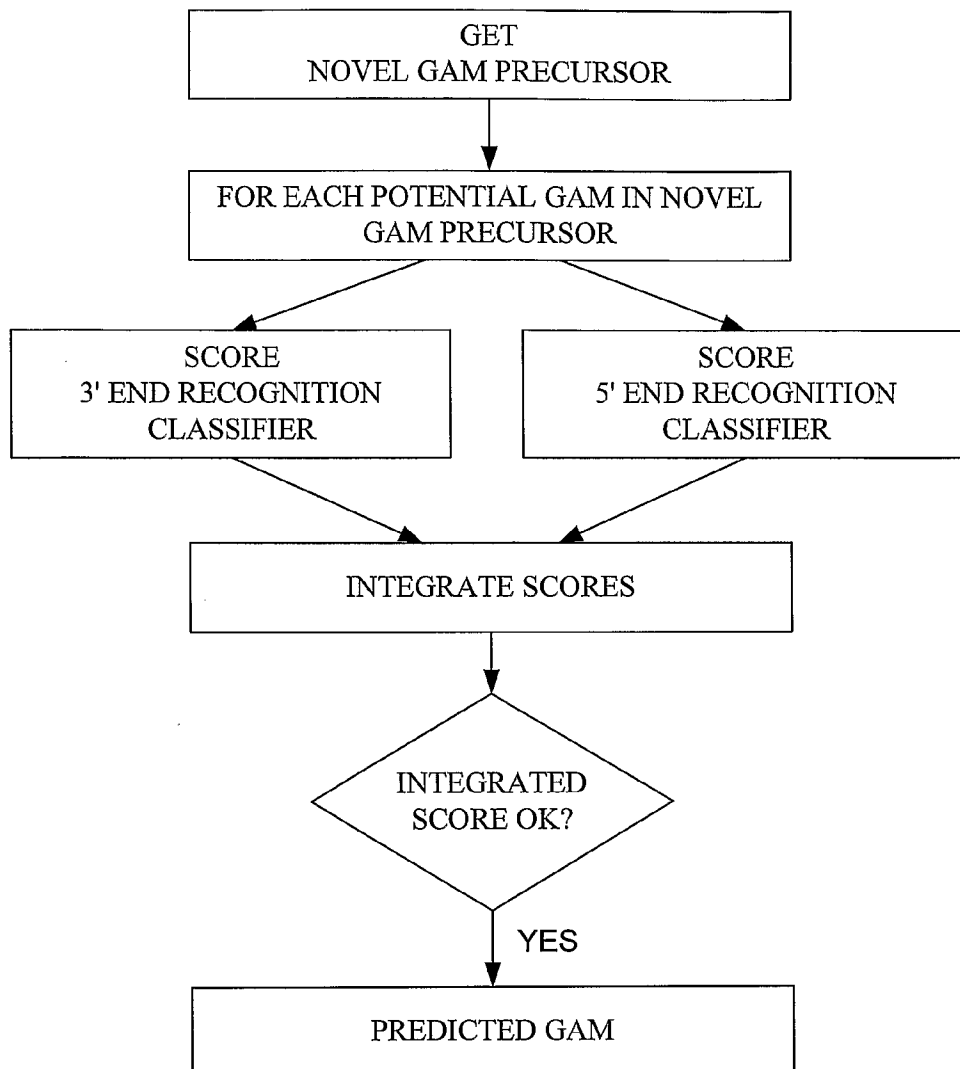 GET
NOVEL GAM PRECURSOR
FOR EACH POTENTIAL GAM IN NOVEL
GAM PRECURSOR
SCORE
3' END RECOGNITION
CLASSIFIER
SCORE
5' END RECOGNITION
CLASSIFIER
INTEGRATE SCORES
INTEGRATED
SCORE OK?
YES
PREDICTED GAM